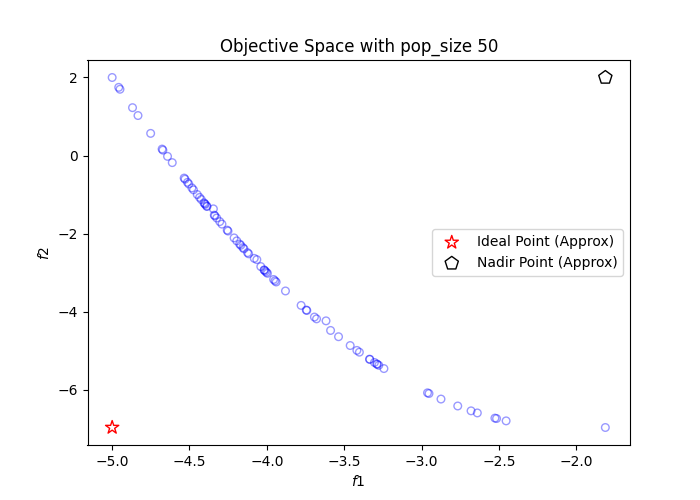 Objective Space with pop_size 50
2
0
−2
−4
−6
f2
Ideal Point (Approx)
Nadir Point (Approx)
−5.0 −4.5 −4.0 −3.5 −3.0 −2.5 −2.0
f1